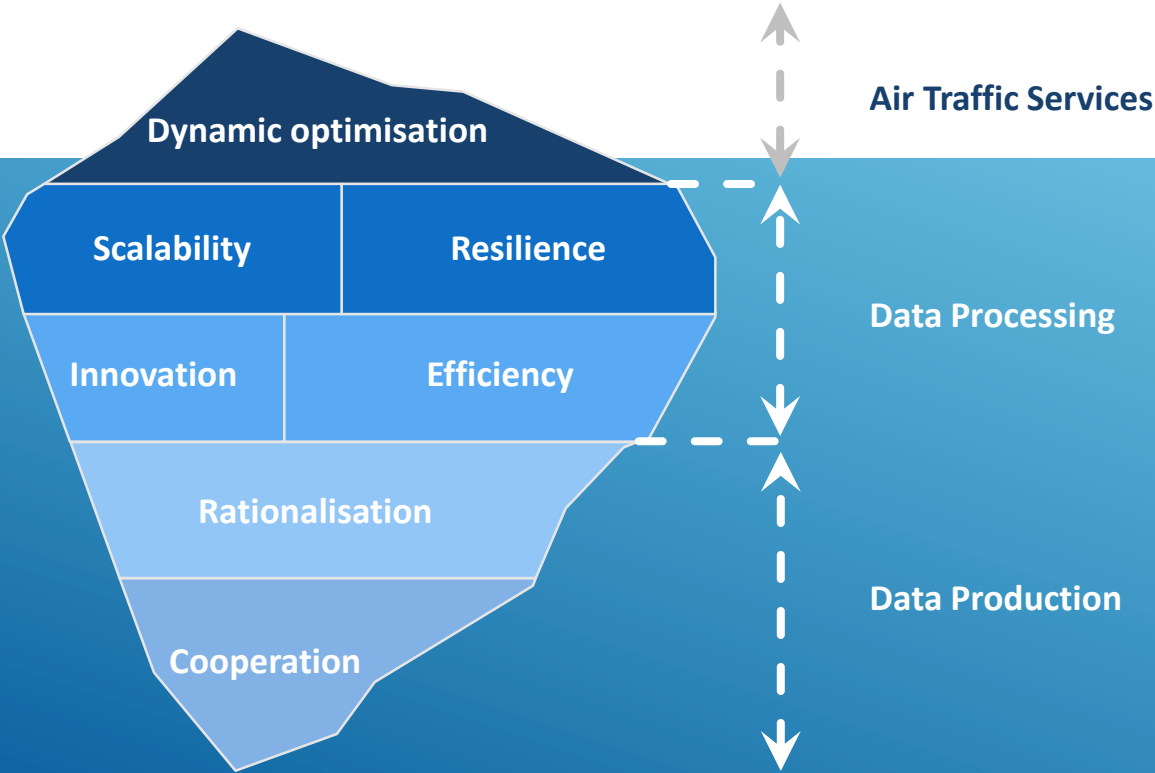 Air Traffic Services
Dynamic optimisation
Scalability
Resilience
Data Processing
Innovation
Efficiency
Rationalisation
Data Production
Cooperation